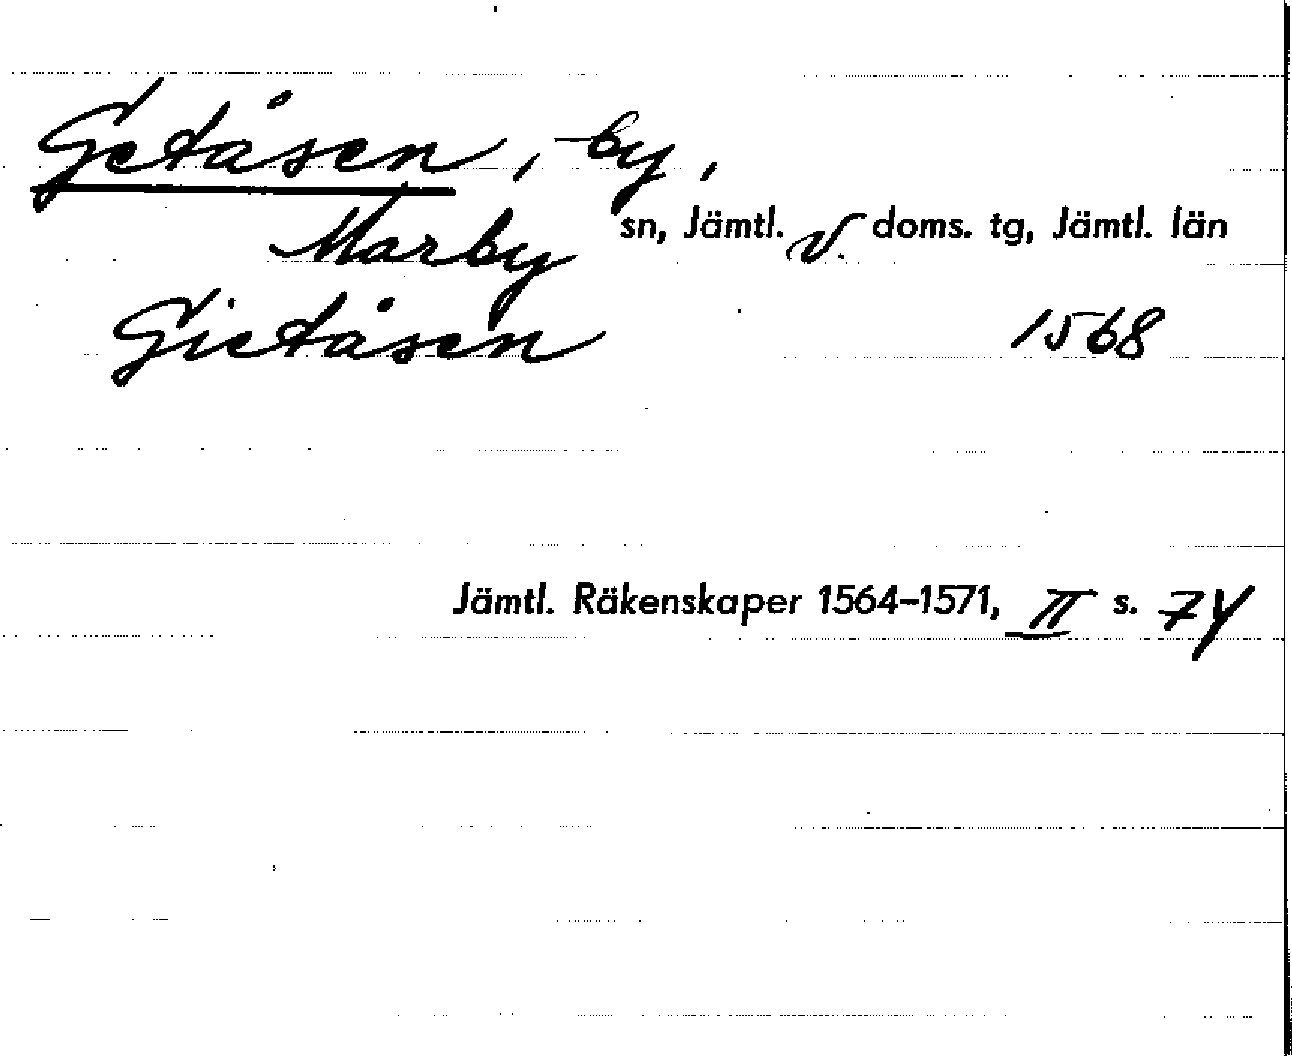 Getåsen, by,
Marby sn, Jämtl. v. doms. tg, Jämtl. län
Gietåsen 1568
Jämtl. Räkenskaper 1564-1571, II s. 74